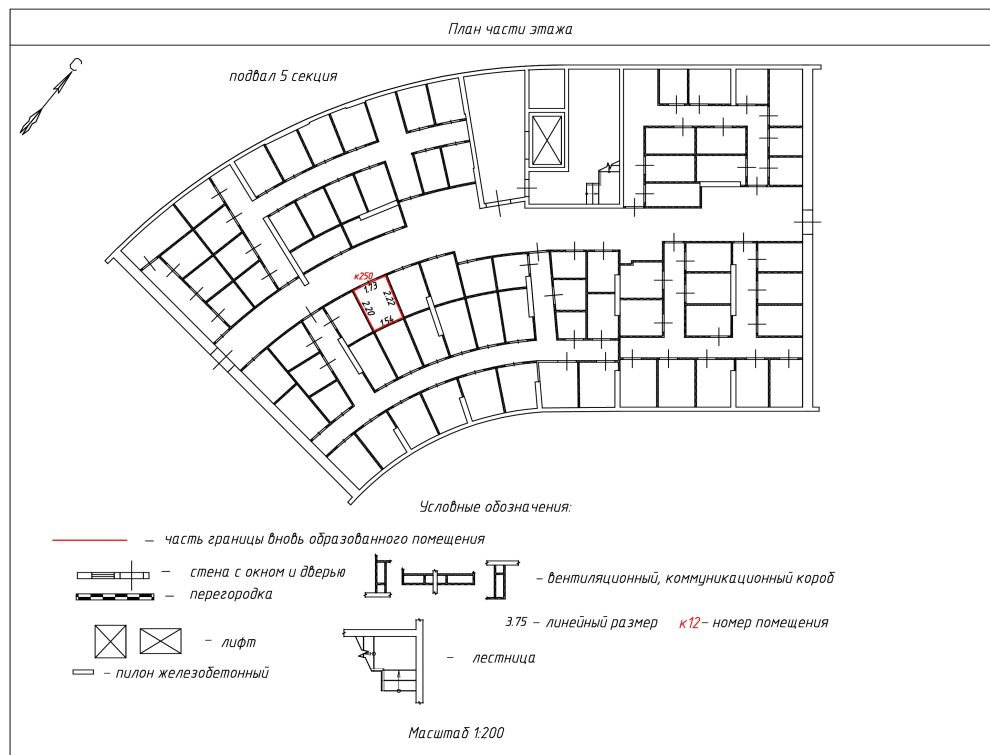 План части этажа
С
подвал 5 секция
к250
1.73
2.22
2.20
1.54
Условные обозначения:
— часть границы вновь образованного помещения
— стена с окном и дверью
— перегородка
— вентиляционный, коммуникационный короб
3.75 — линейный размер к12 — номер помещения
— лифт
— лестница
— пилон железобетонный
Масштаб 1:200